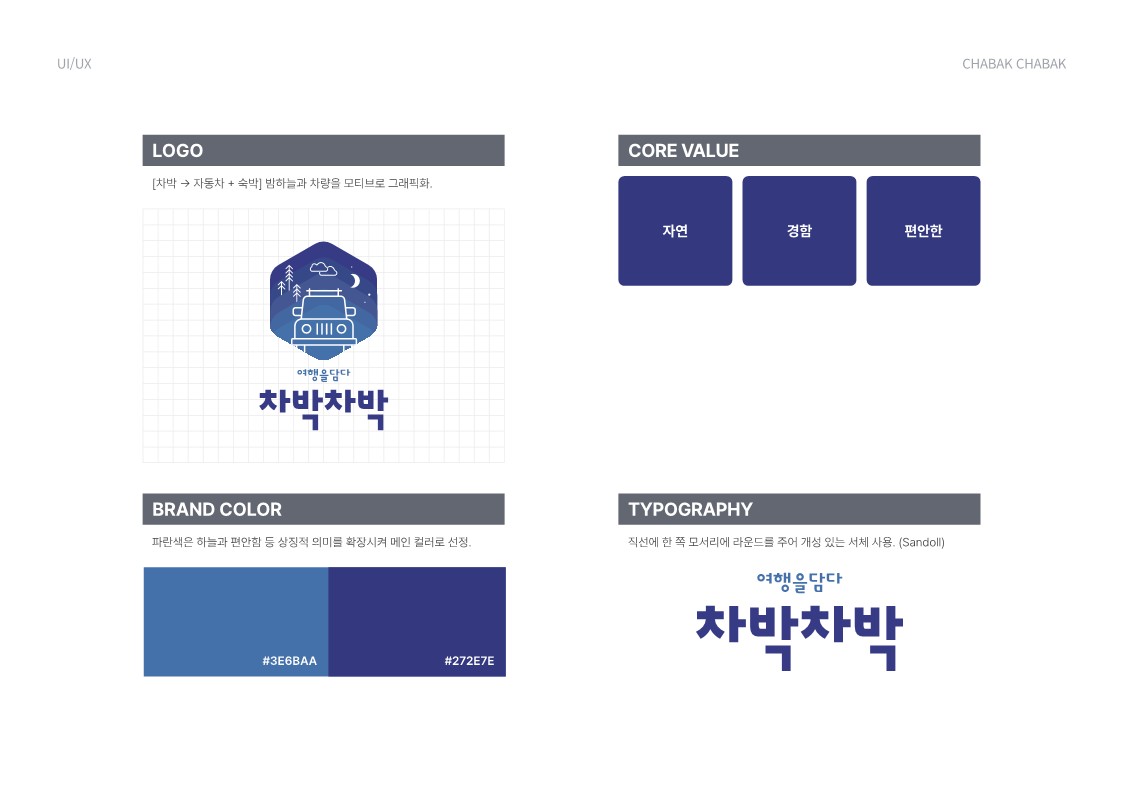 UI/UX
CHABAK CHABAK
LOGO
[차박 → 자동차 + 숙박] 밤하늘과 차량을 모티브로 그래픽화.
여행을담다
차박차박
CORE VALUE
자연
경함
편안한
BRAND COLOR
파란색은 하늘과 편안함 등 상징적 의미를 확장시켜 메인 컬러로 선정.
#3E6BAA
#272E7E
TYPOGRAPHY
직선에 한 쪽 모서리에 라운드를 주어 개성 있는 서체 사용. (Sandoll)
여행을담다
차박차박